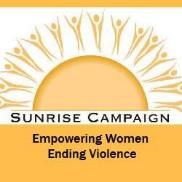 SUNRISE CAMPAIGN
Empowering Women
Ending Violence